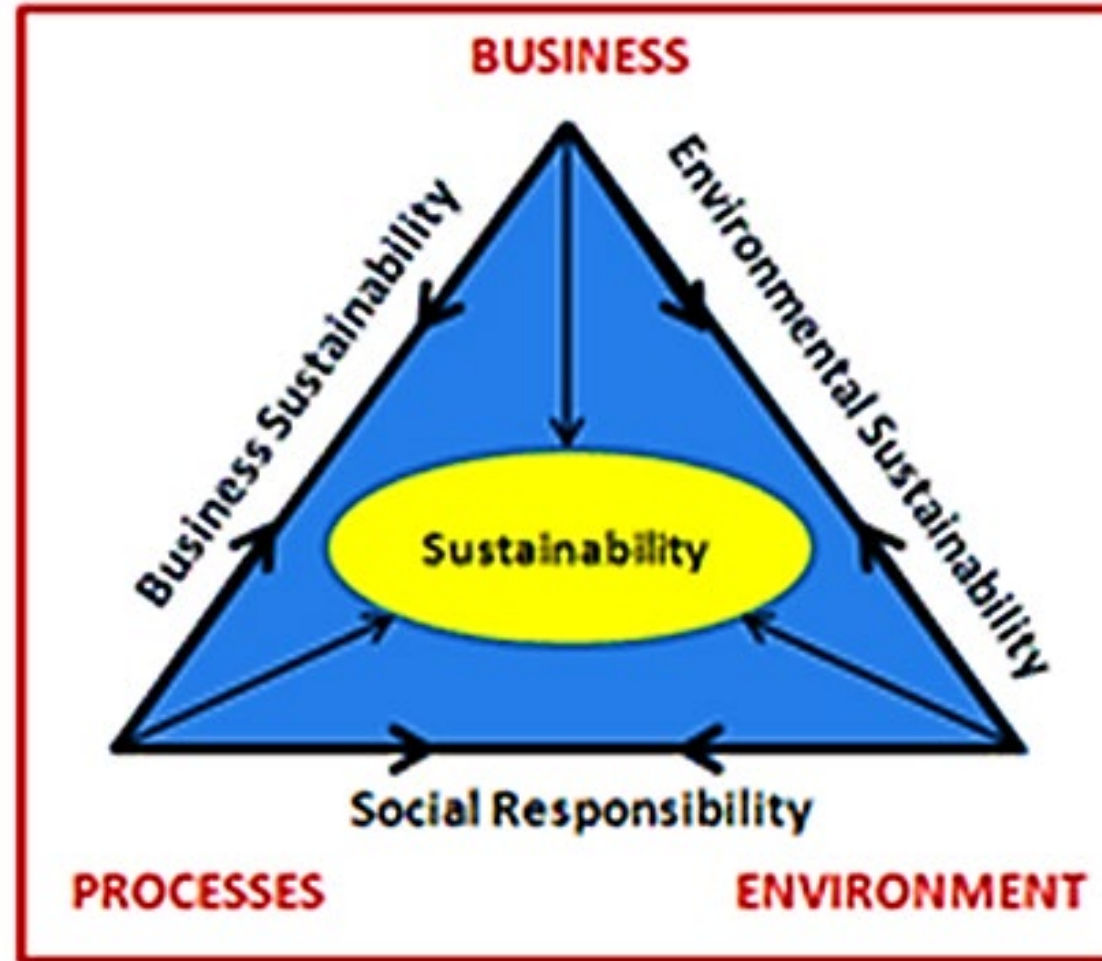 BUSINESS
Business Sustainability
Environmental Sustainability
Sustainability
Social Responsibility
PROCESSES
ENVIRONMENT